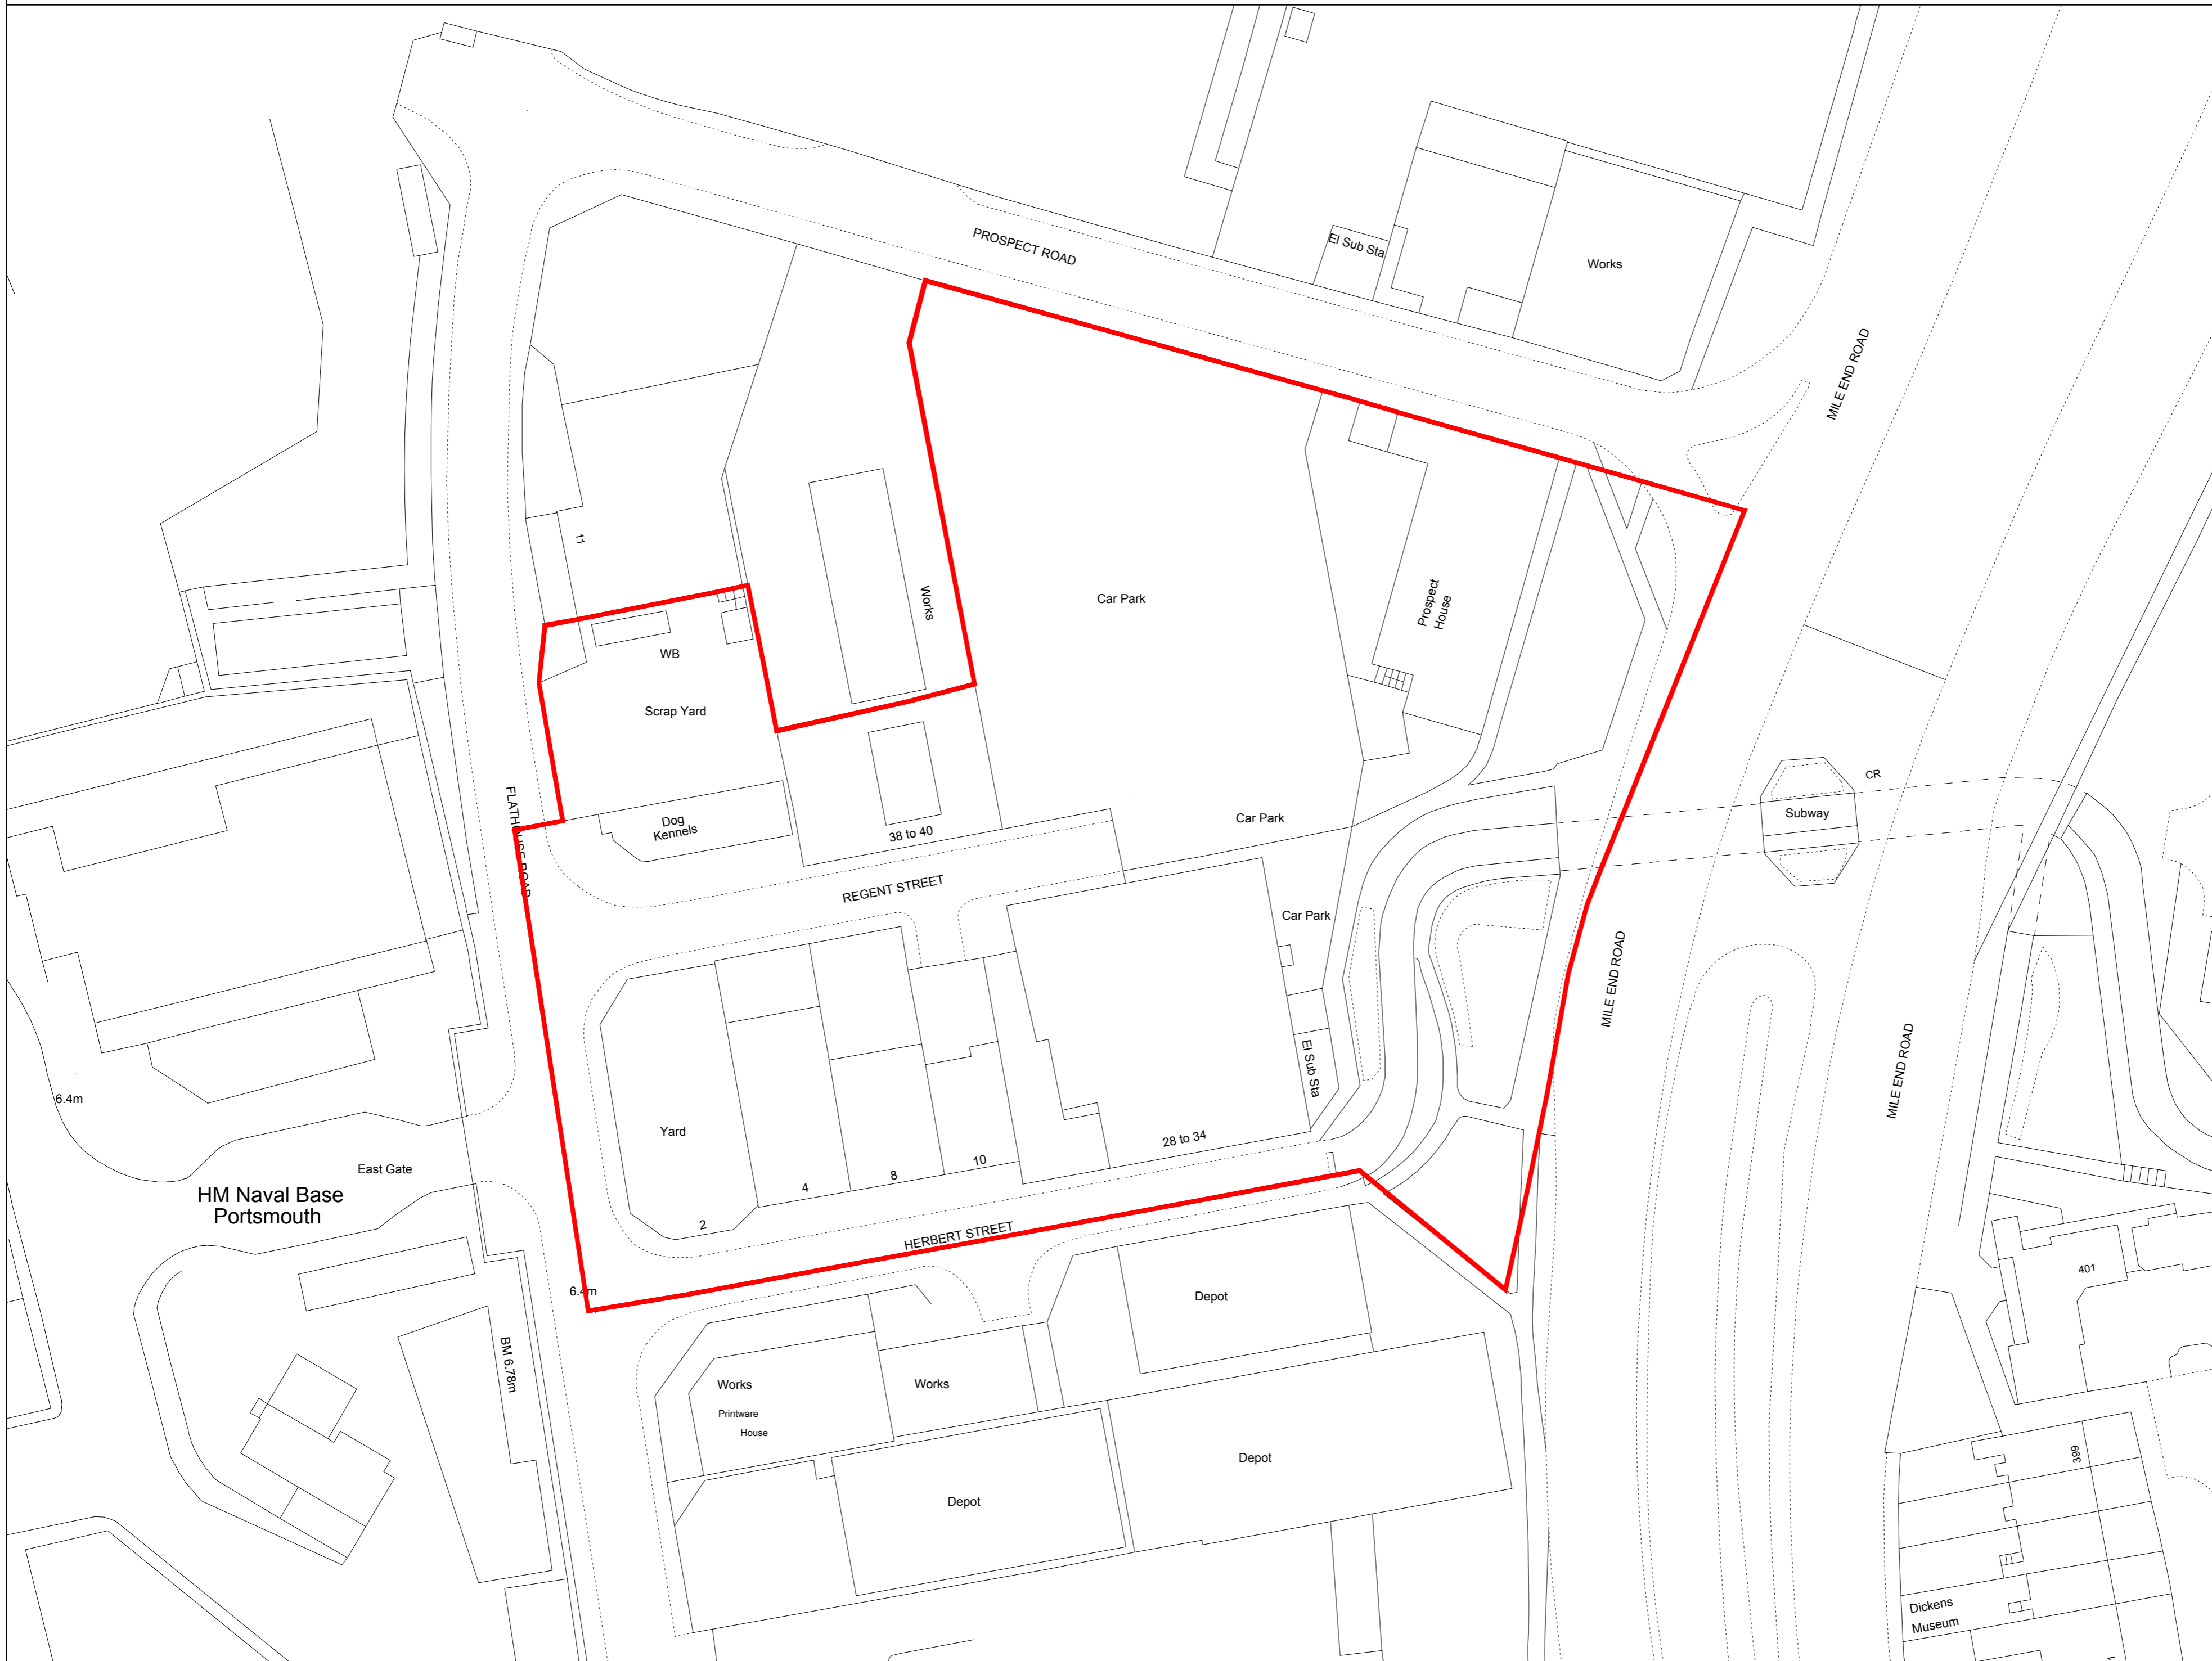 PROSPECT ROAD
El Sub Sta
Works
MILE END ROAD
11
Works
Car Park
Prospect
House
WB
Scrap Yard
CR
Subway
FLATHOUSE ROAD
Dog
Kennels
38 to 40
Car Park
REGENT STREET
Car Park
MILE END ROAD
MILE END ROAD
El Sub Sta
6.4m
Yard
28 to 34
East Gate
HM Naval Base
Portsmouth
4
8
10
2
HERBERT STREET
401
6.4m
Depot
BM 6.78m
Works
Works
Printware
House
Depot
399
Depot
Dickens
Museum
1